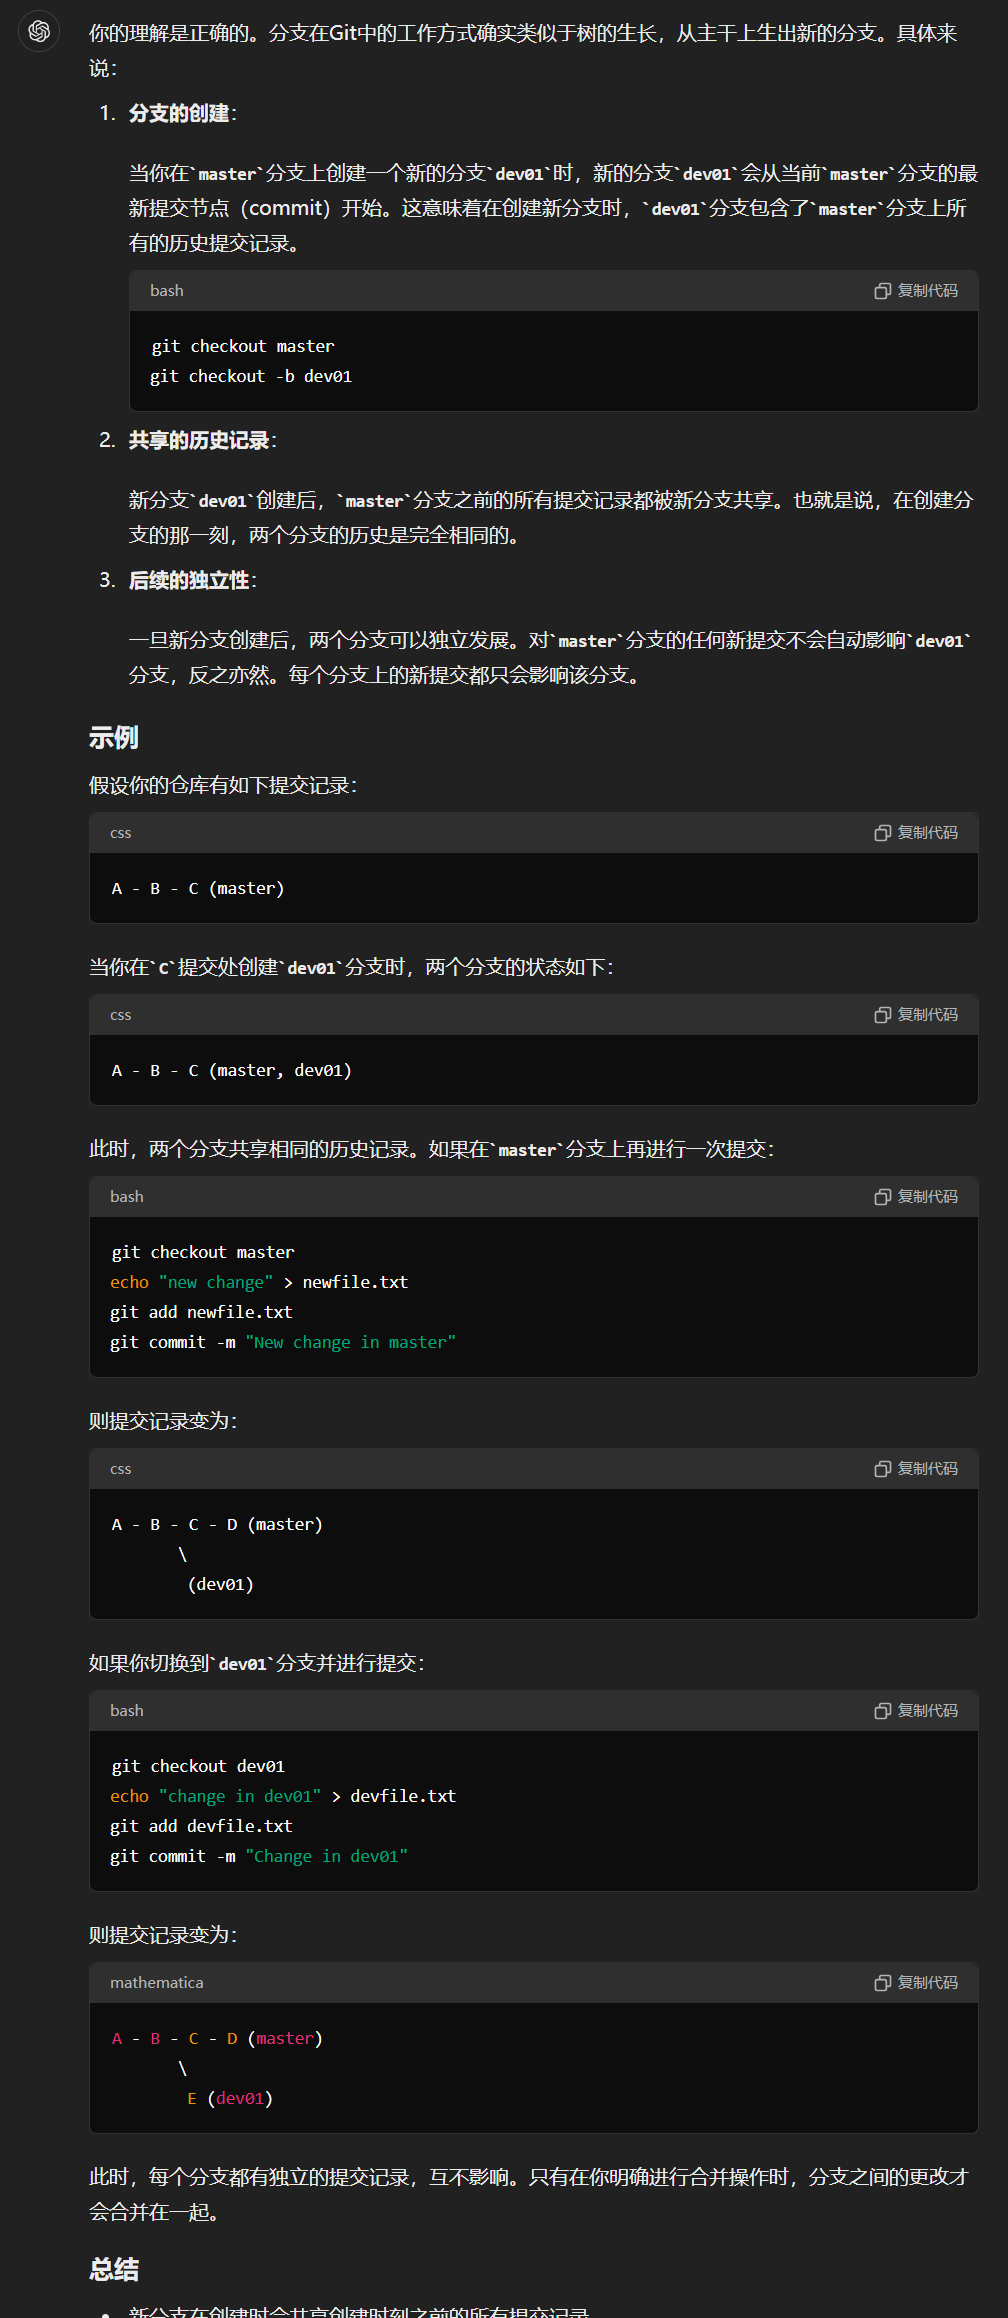 你的理解是正确的。分支在Git中的工作方式确实类似于树的生长，从主干上生出新的分支。具体来
说：
1. 分支的创建：
当你在`master`分支上创建一个新的分支`dev01`时，新的分支`dev01`会从当前`master`分支的最
新提交节点（commit）开始。这意味着在创建新分支时，`dev01`分支包含了`master`分支上所
有的历史提交记录。
bash 复制代码
git checkout master
git checkout -b dev01
2. 共享的历史记录：
新分支`dev01`创建后，`master`分支之前的所有提交记录都被新分支共享。也就是说，在创建分
支的那一刻，两个分支的历史是完全相同的。
3. 后续的独立性：
一旦新分支创建后，两个分支可以独立发展。对`master`分支的任何新提交不会自动影响`dev01`
分支，反之亦然。每个分支上的新提交都只会影响该分支。
示例
假设你的仓库有如下提交记录：
css 复制代码
A - B - C (master)
当你在`C`提交处创建`dev01`分支时，两个分支的状态如下：
css 复制代码
A - B - C (master, dev01)
此时，两个分支共享相同的历史记录。如果在`master`分支上再进行一次提交：
bash 复制代码
git checkout master
echo "new change" > newfile.txt
git add newfile.txt
git commit -m "New change in master"
则提交记录变为：
css 复制代码
A - B - C - D (master)
\
(dev01)
如果你切换到`dev01`分支并进行提交：
bash 复制代码
git checkout dev01
echo "change in dev01" > devfile.txt
git add devfile.txt
git commit -m "Change in dev01"
则提交记录变为：
mathematica 复制代码
A - B - C - D (master)
\
E (dev01)
此时，每个分支都有独立的提交记录，互不影响。只有在你明确进行合并操作时，分支之间的更改才
会合并在一起。
总结
• 新分支在创建时会共享创建时刻之前的所有提交记录